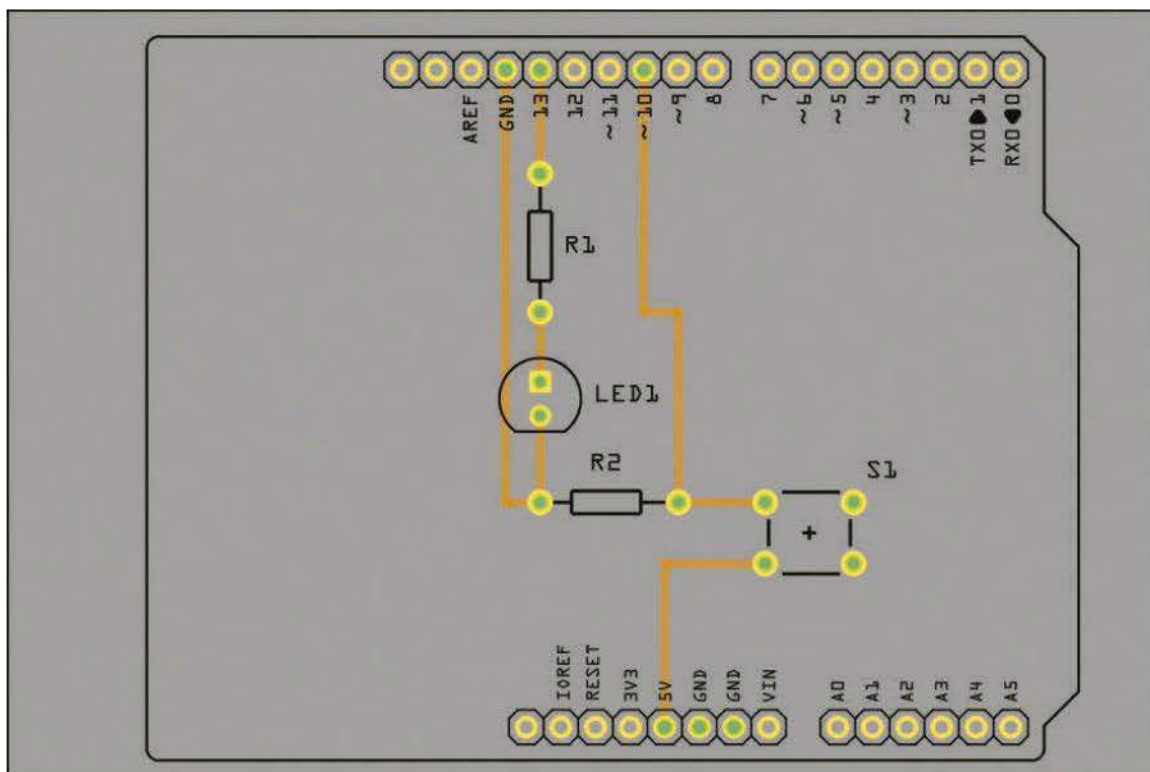 AREF
GND
13
12
~11
~10
~9
8
7
~6
~5
4
~3
2
TX0▶1
RX0◀0
R1
LED1
R2
S1
+
IOREF
RESET
3V3
5V
GND
GND
VIN
A0
A1
A2
A3
A4
A5